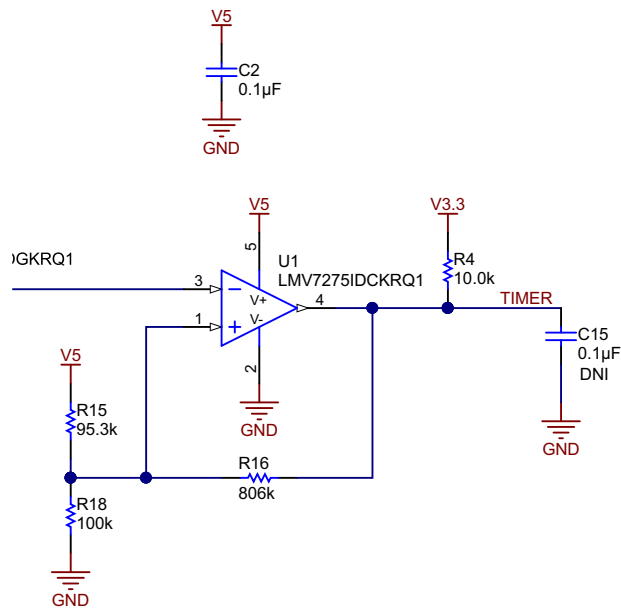 V5
C2
0.1µF
GND
V5
V3.3
GKRQ1
U1
LMV7275IDCKRQ1
5
R4
10.0k
3
V+
4
TIMER
1
V-
C15
0.1µF
DNI
2
V5
GND
GND
R15
95.3k
R16
806k
R18
100k
GND